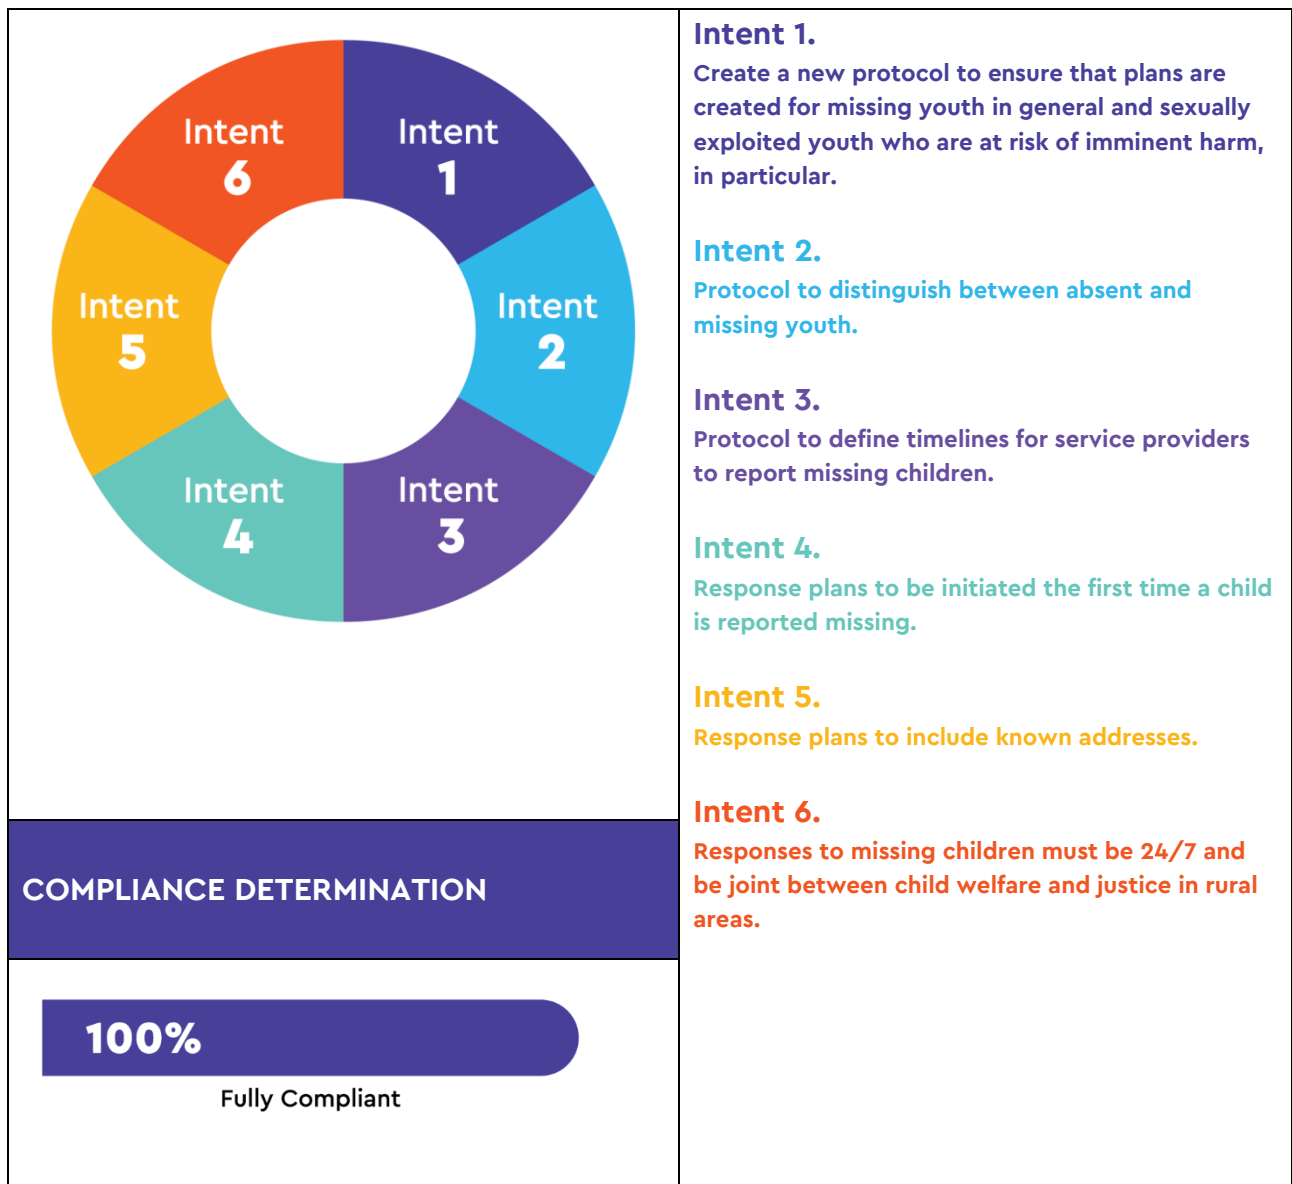 Intent
6
Intent
1
Intent
5
Intent
2
Intent
4
Intent
3
COMPLIANCE DETERMINATION
100%
Fully Compliant
Intent 1.
Create a new protocol to ensure that plans are
created for missing youth in general and sexually
exploited youth who are at risk of imminent harm,
in particular.
Intent 2.
Protocol to distinguish between absent and
missing youth.
Intent 3.
Protocol to define timelines for service providers
to report missing children.
Intent 4.
Response plans to be initiated the first time a child
is reported missing.
Intent 5.
Response plans to include known addresses.
Intent 6.
Responses to missing children must be 24/7 and
be joint between child welfare and justice in rural
areas.